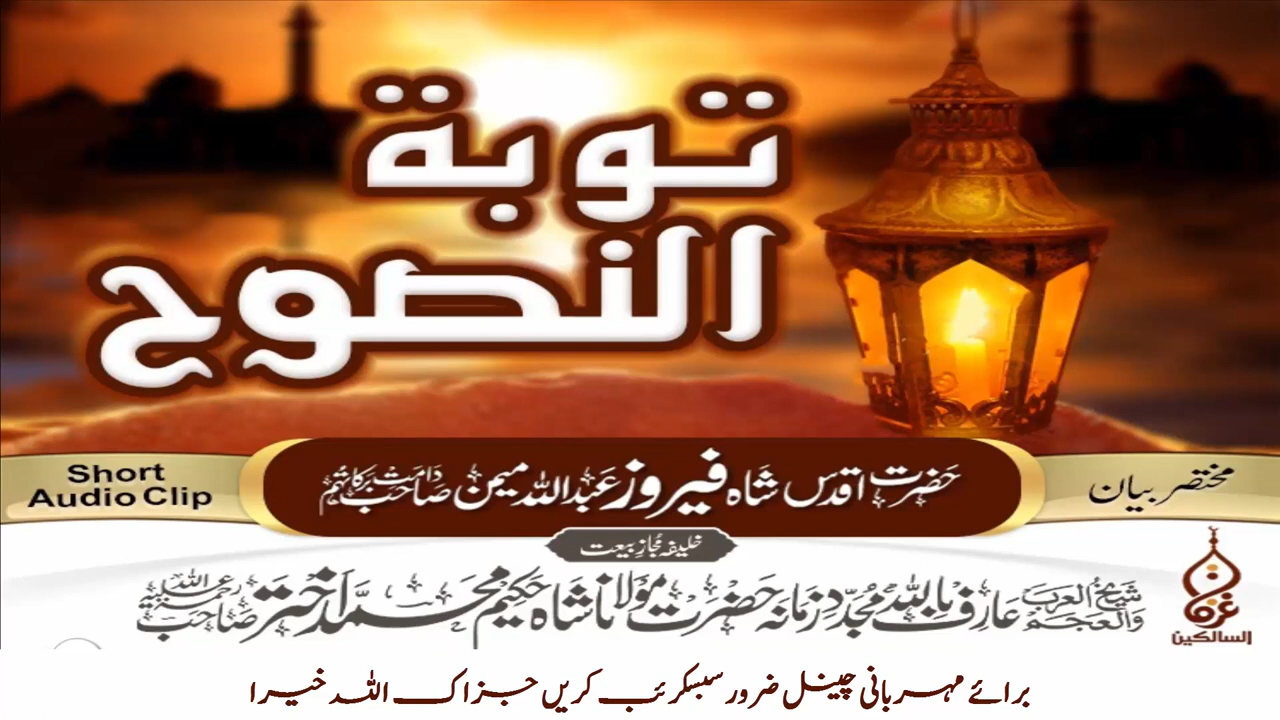 توبة
النصوح
Short
Audio Clip
حضرت اقدس شاہ فیروز عبداللہ میمن صاحب دامت برکاتہم
مختصر بیان
خلیفہ مجازِ بیعت
شیخ العرب والعجم عارف باللہ مجددِ زمانہ حضرت مولانا شاہ حکیم محمد اختر صاحب رحمۃ اللہ علیہ
غرفة
السالکین
برائے مہربانی چینل ضرور سبسکرائب کریں جزاک اللہ خیرا